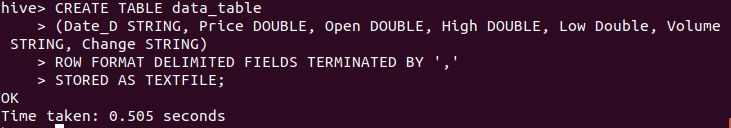 hive> CREATE TABLE data_table
    > (Date_D STRING, Price DOUBLE, Open DOUBLE, High DOUBLE, Low Double, Volume
 STRING, Change STRING)
    > ROW FORMAT DELIMITED FIELDS TERMINATED BY ','
    > STORED AS TEXTFILE;
OK
Time taken: 0.505 seconds